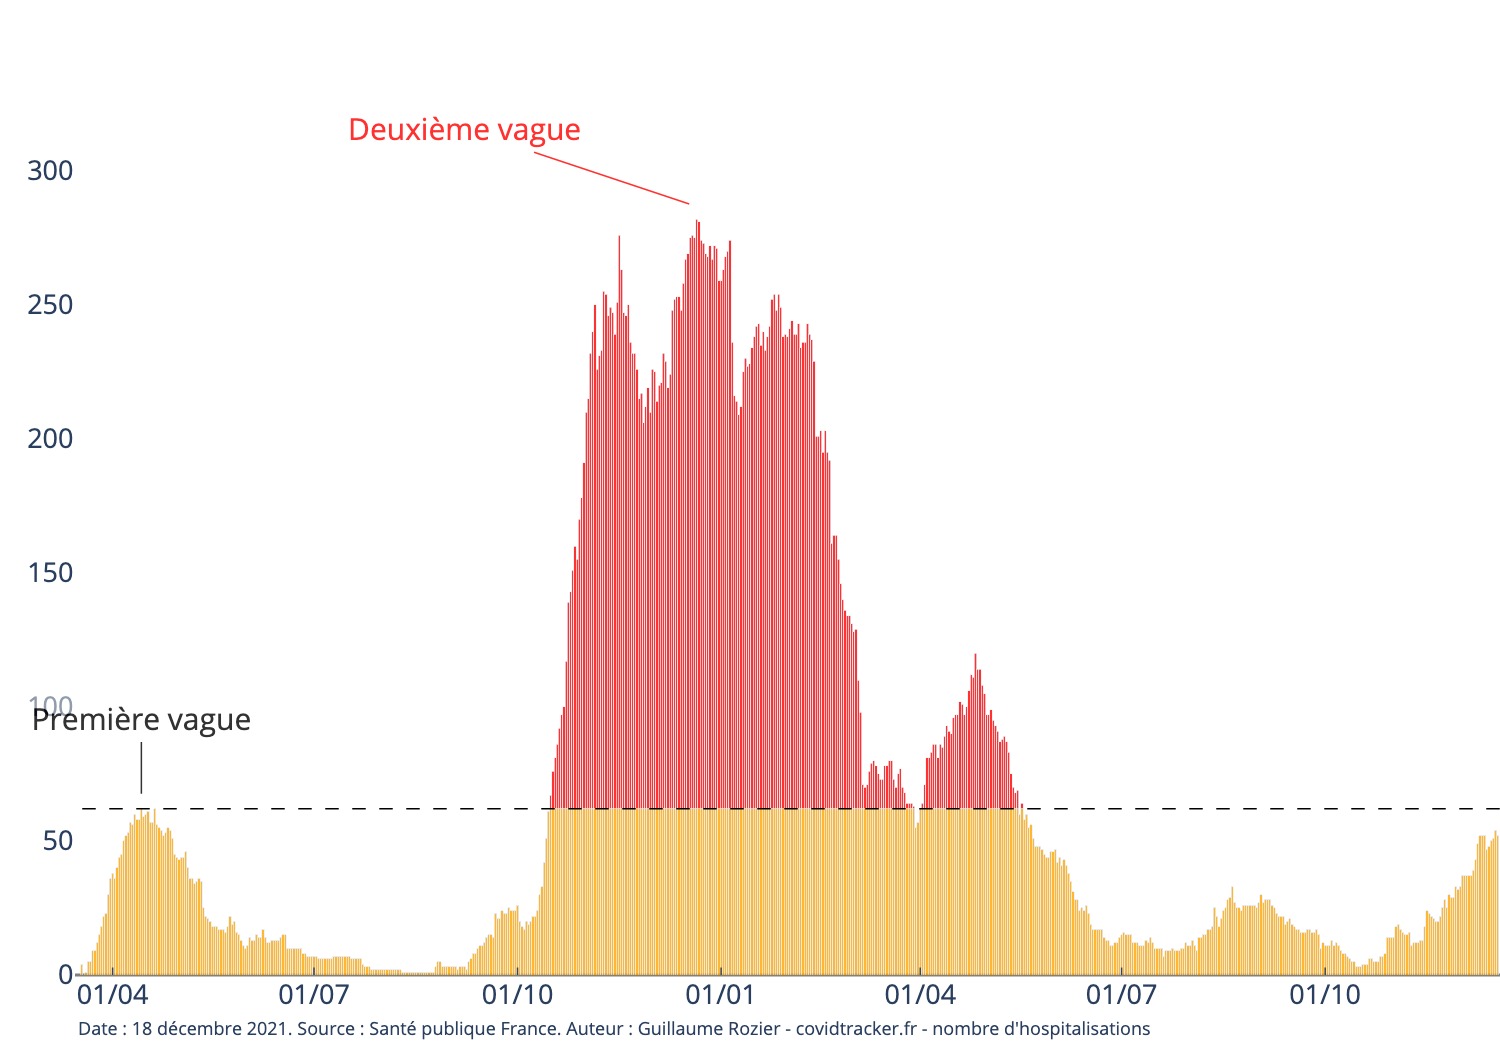 Deuxième vague
300
250
200
150
100
Première vague
50
0
01/04 01/07 01/10 01/01 01/04 01/07 01/10
Date : 18 décembre 2021. Source : Santé publique France. Auteur : Guillaume Rozier - covidtracker.fr - nombre d'hospitalisations